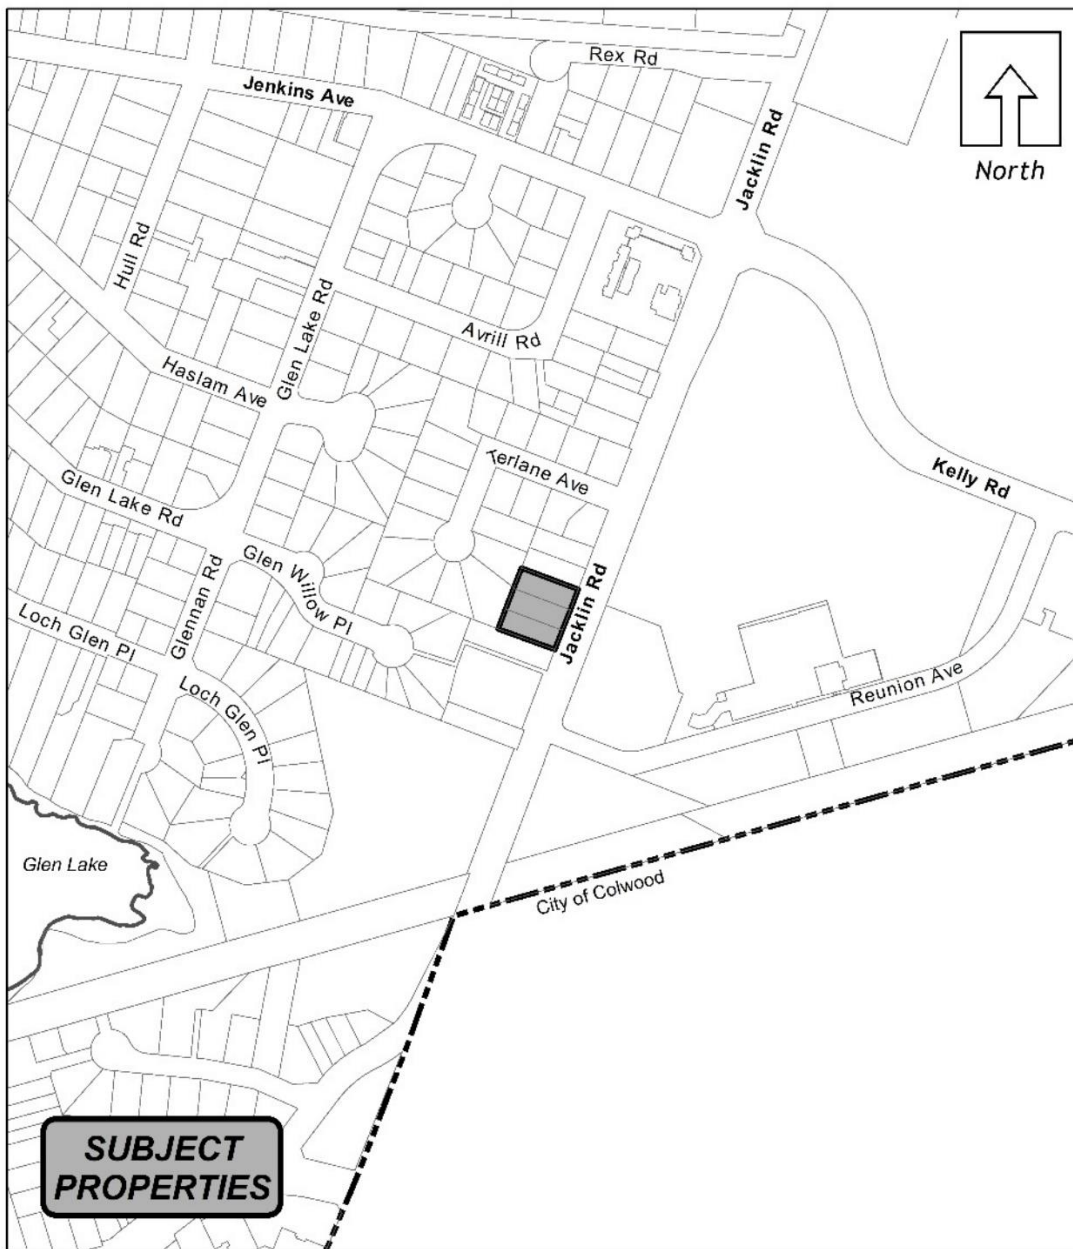 Rex Rd
Jenkins Ave
Jacklin Rd
North
Hull Rd
Glen Lake Rd
Avrill Rd
Haslam Ave
Terlane Ave
Kelly Rd
Glen Lake Rd
Glen Willow Pl
Glennan Rd
Jacklin Rd
Loch Glen Pl
Loch Glen Pl
Reunion Ave
Glen Lake
City of Colwood
SUBJECT
PROPERTIES